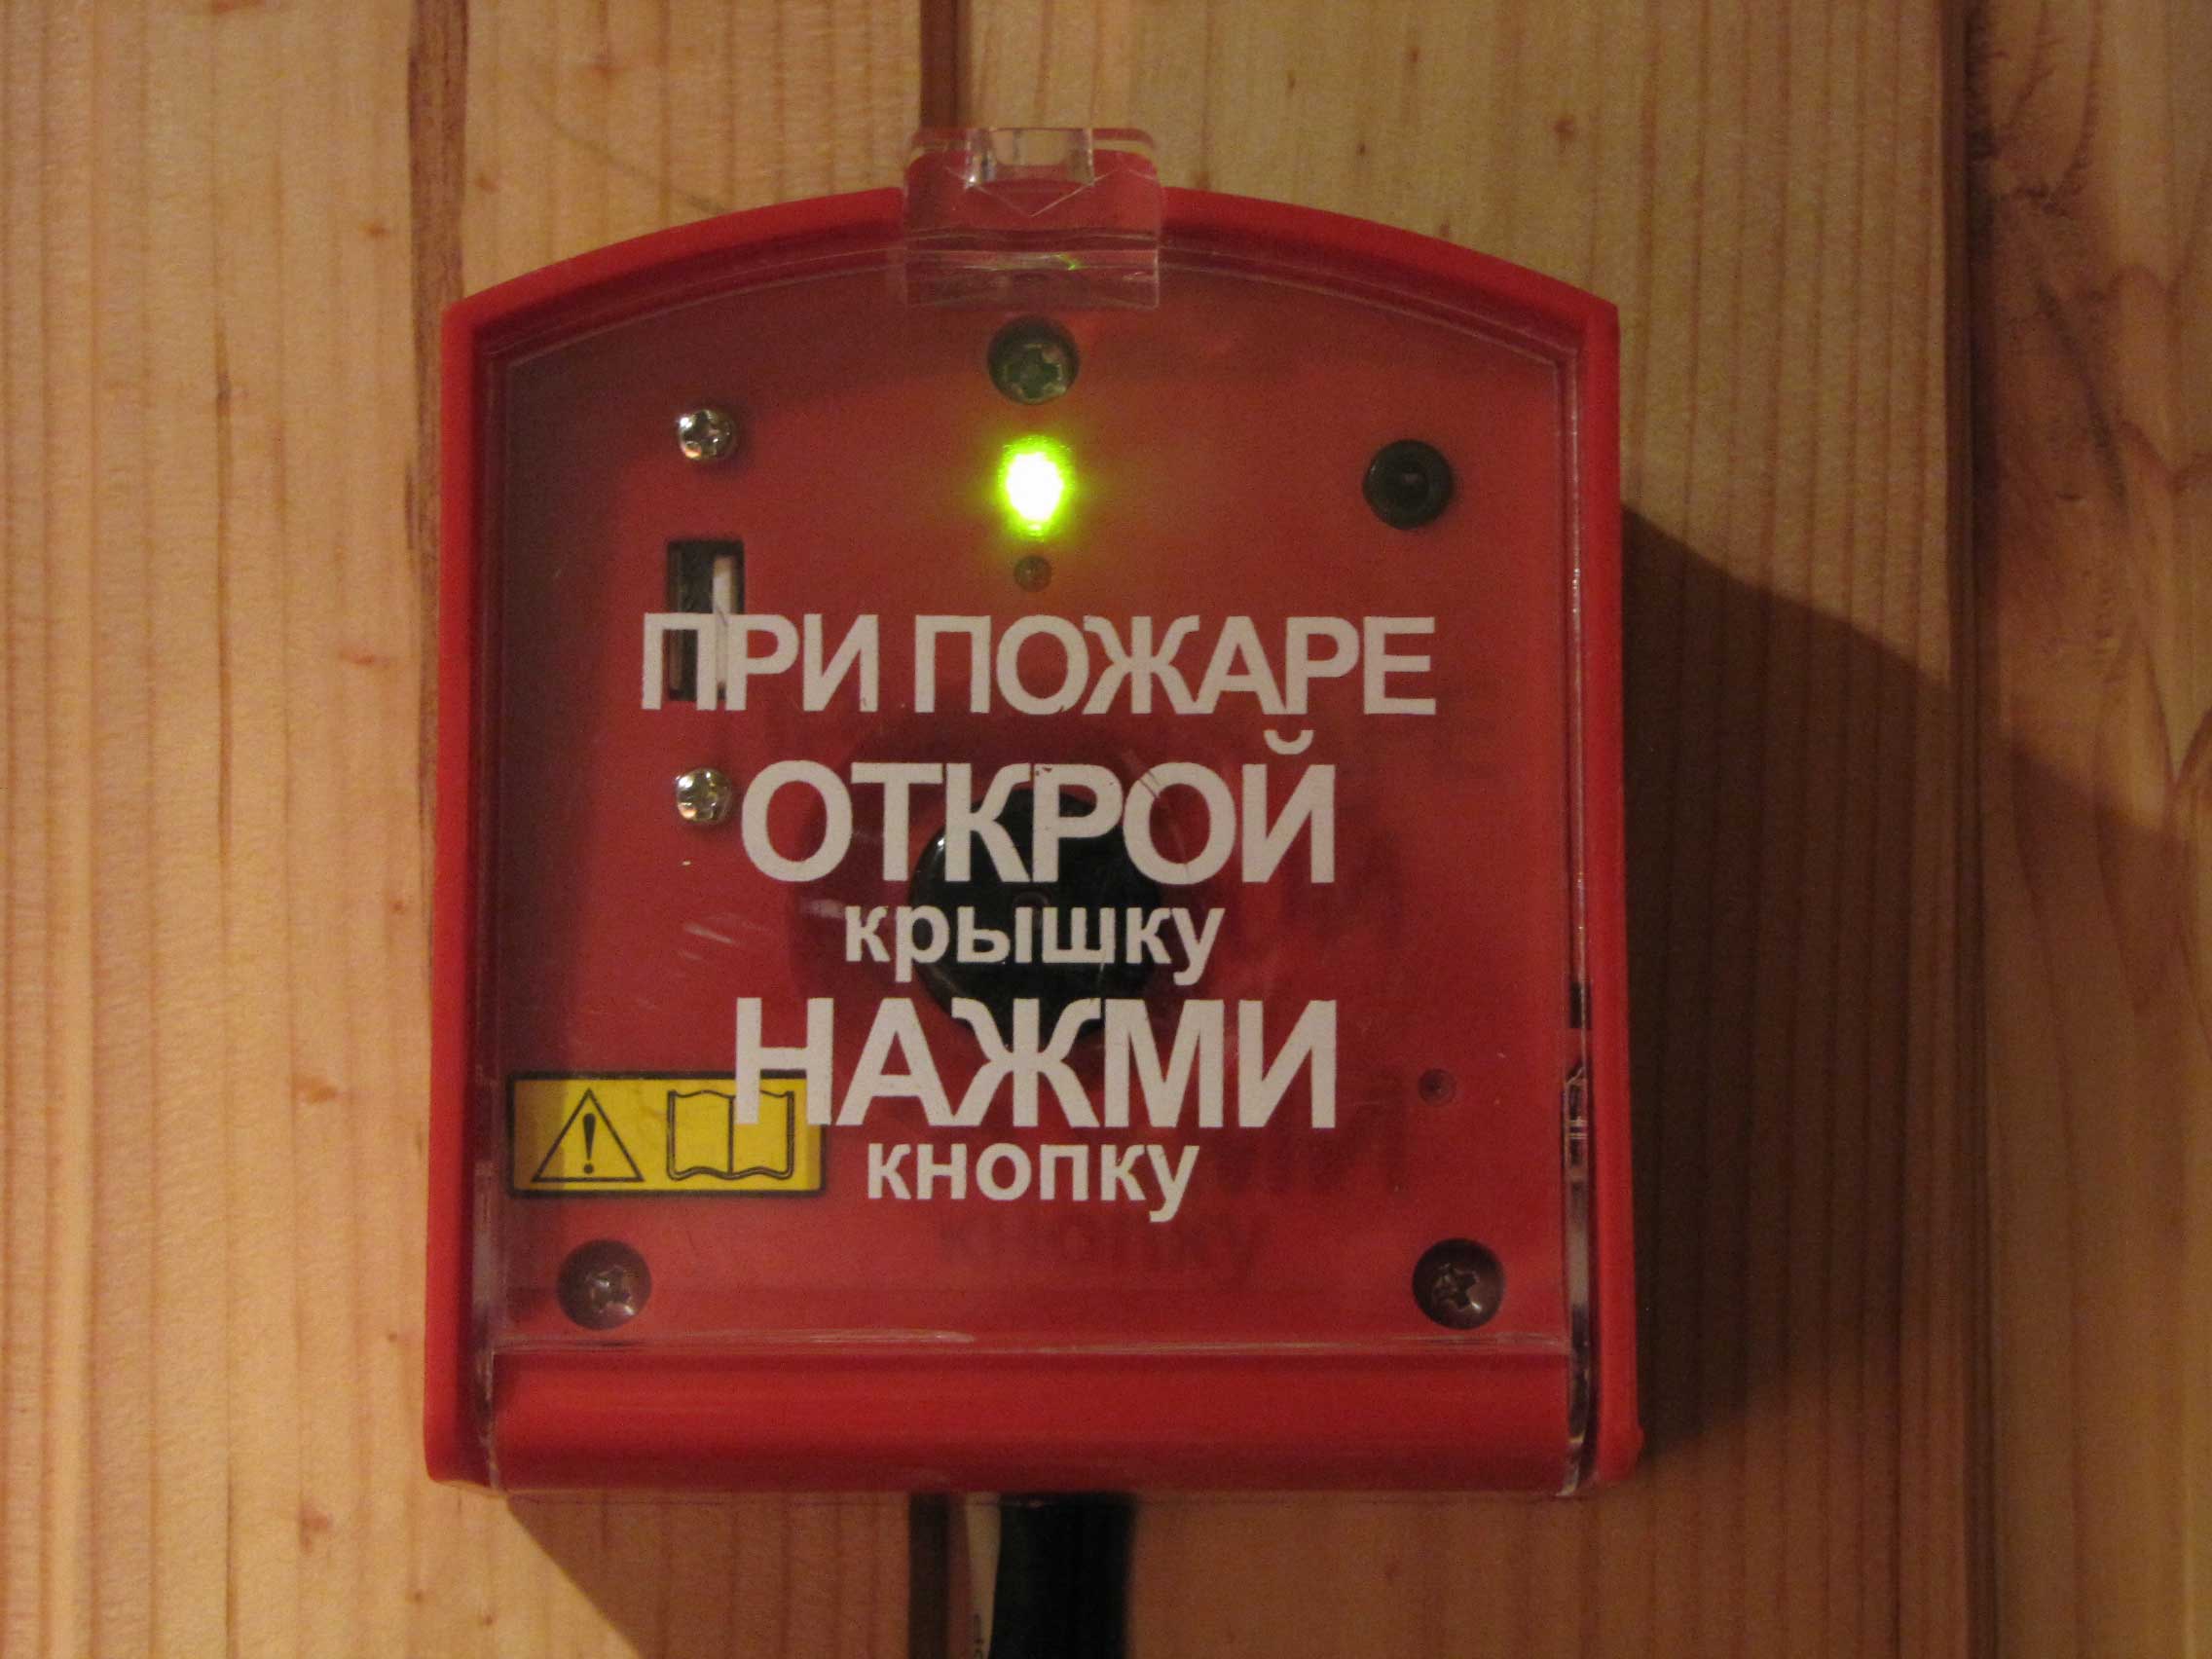 ПРИ ПОЖАРЕ
ОТКРОЙ
крышку
НАЖМИ
кнопку